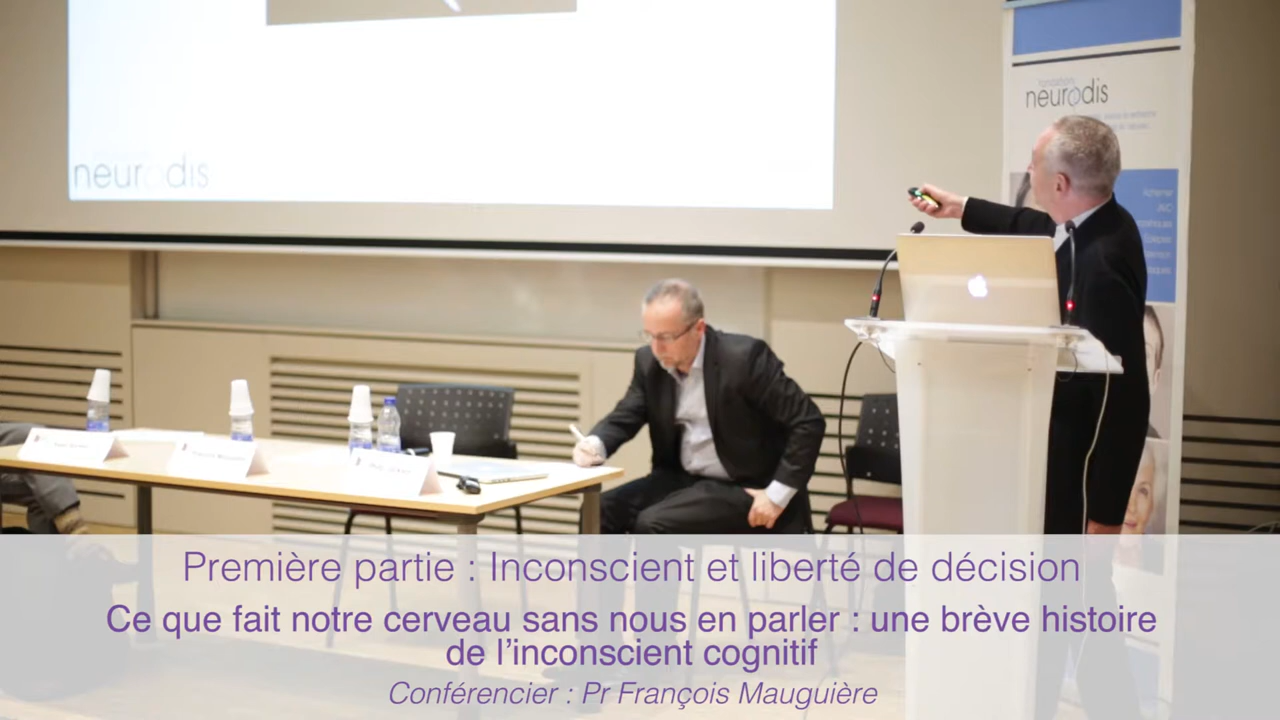 neurodis
fondation
neurodis
Première partie : Inconscient et liberté de décision
Ce que fait notre cerveau sans nous en parler : une brève histoire
de l’inconscient cognitif
Conférencier : Pr François Mauguière